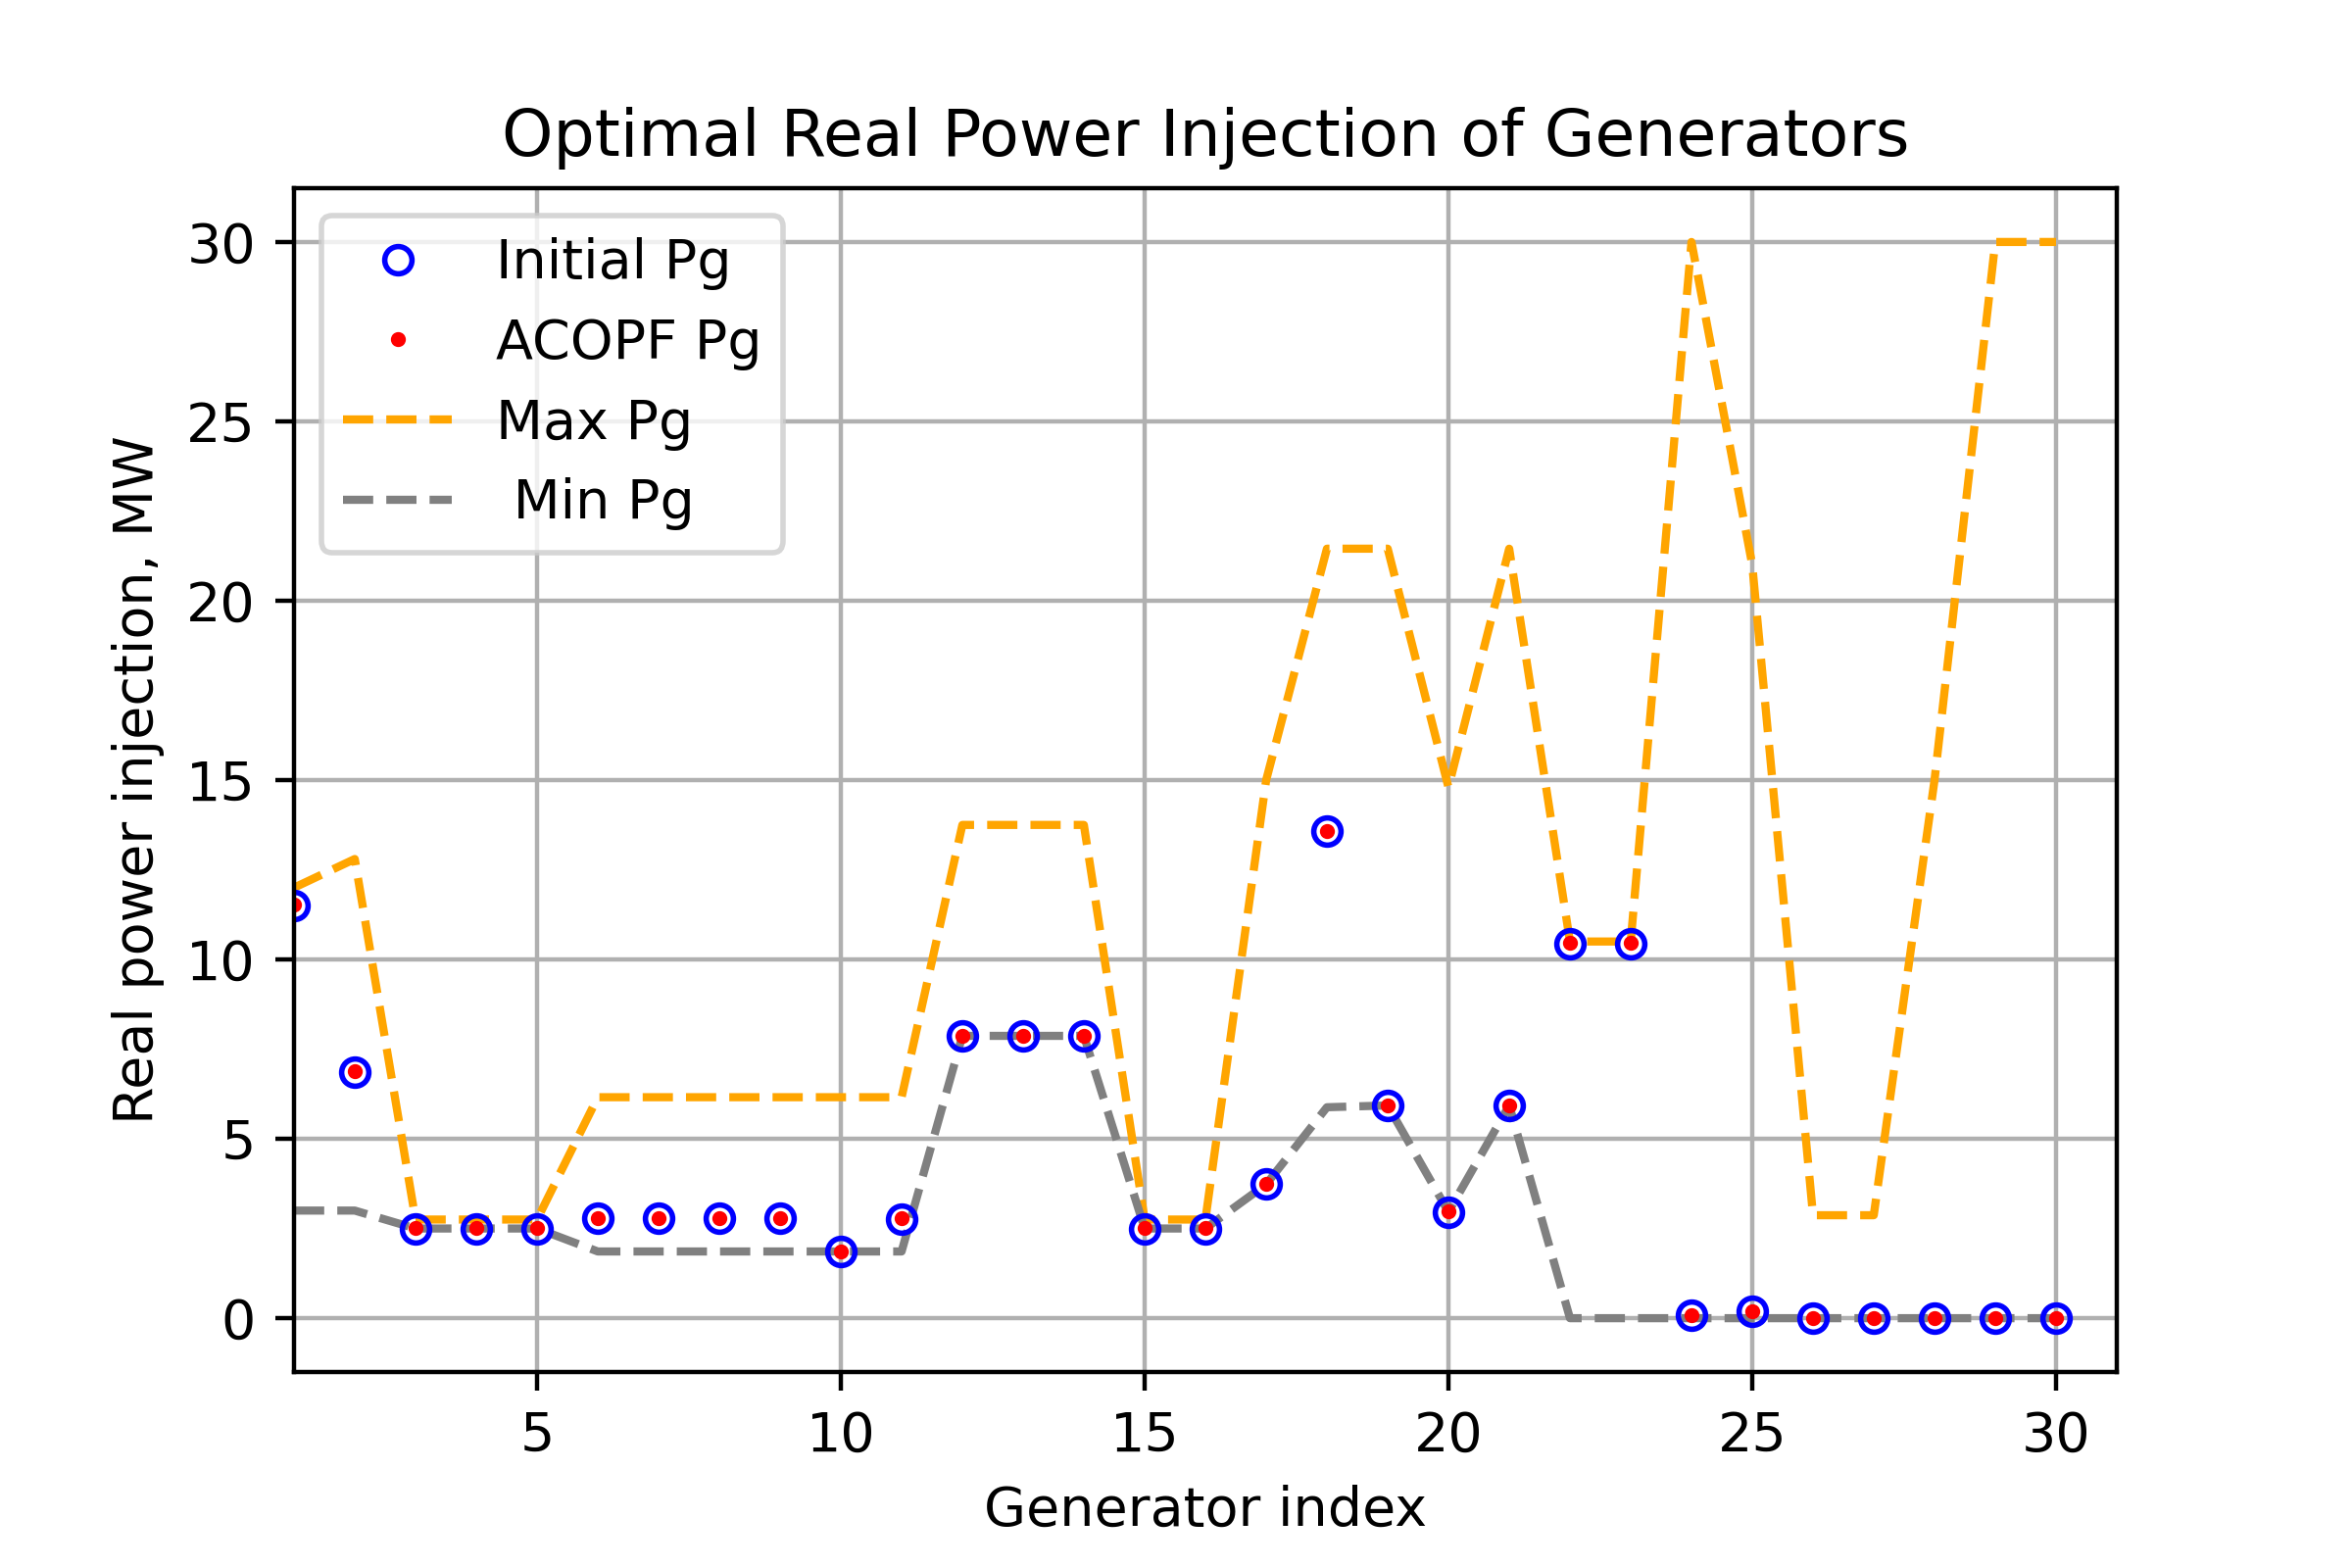 Optimal Real Power Injection of Generators
Real power injection, MW
30
25
20
15
10
5
0
Initial Pg
ACOPF Pg
Max Pg
Min Pg
5 10 15 20 25 30
Generator index